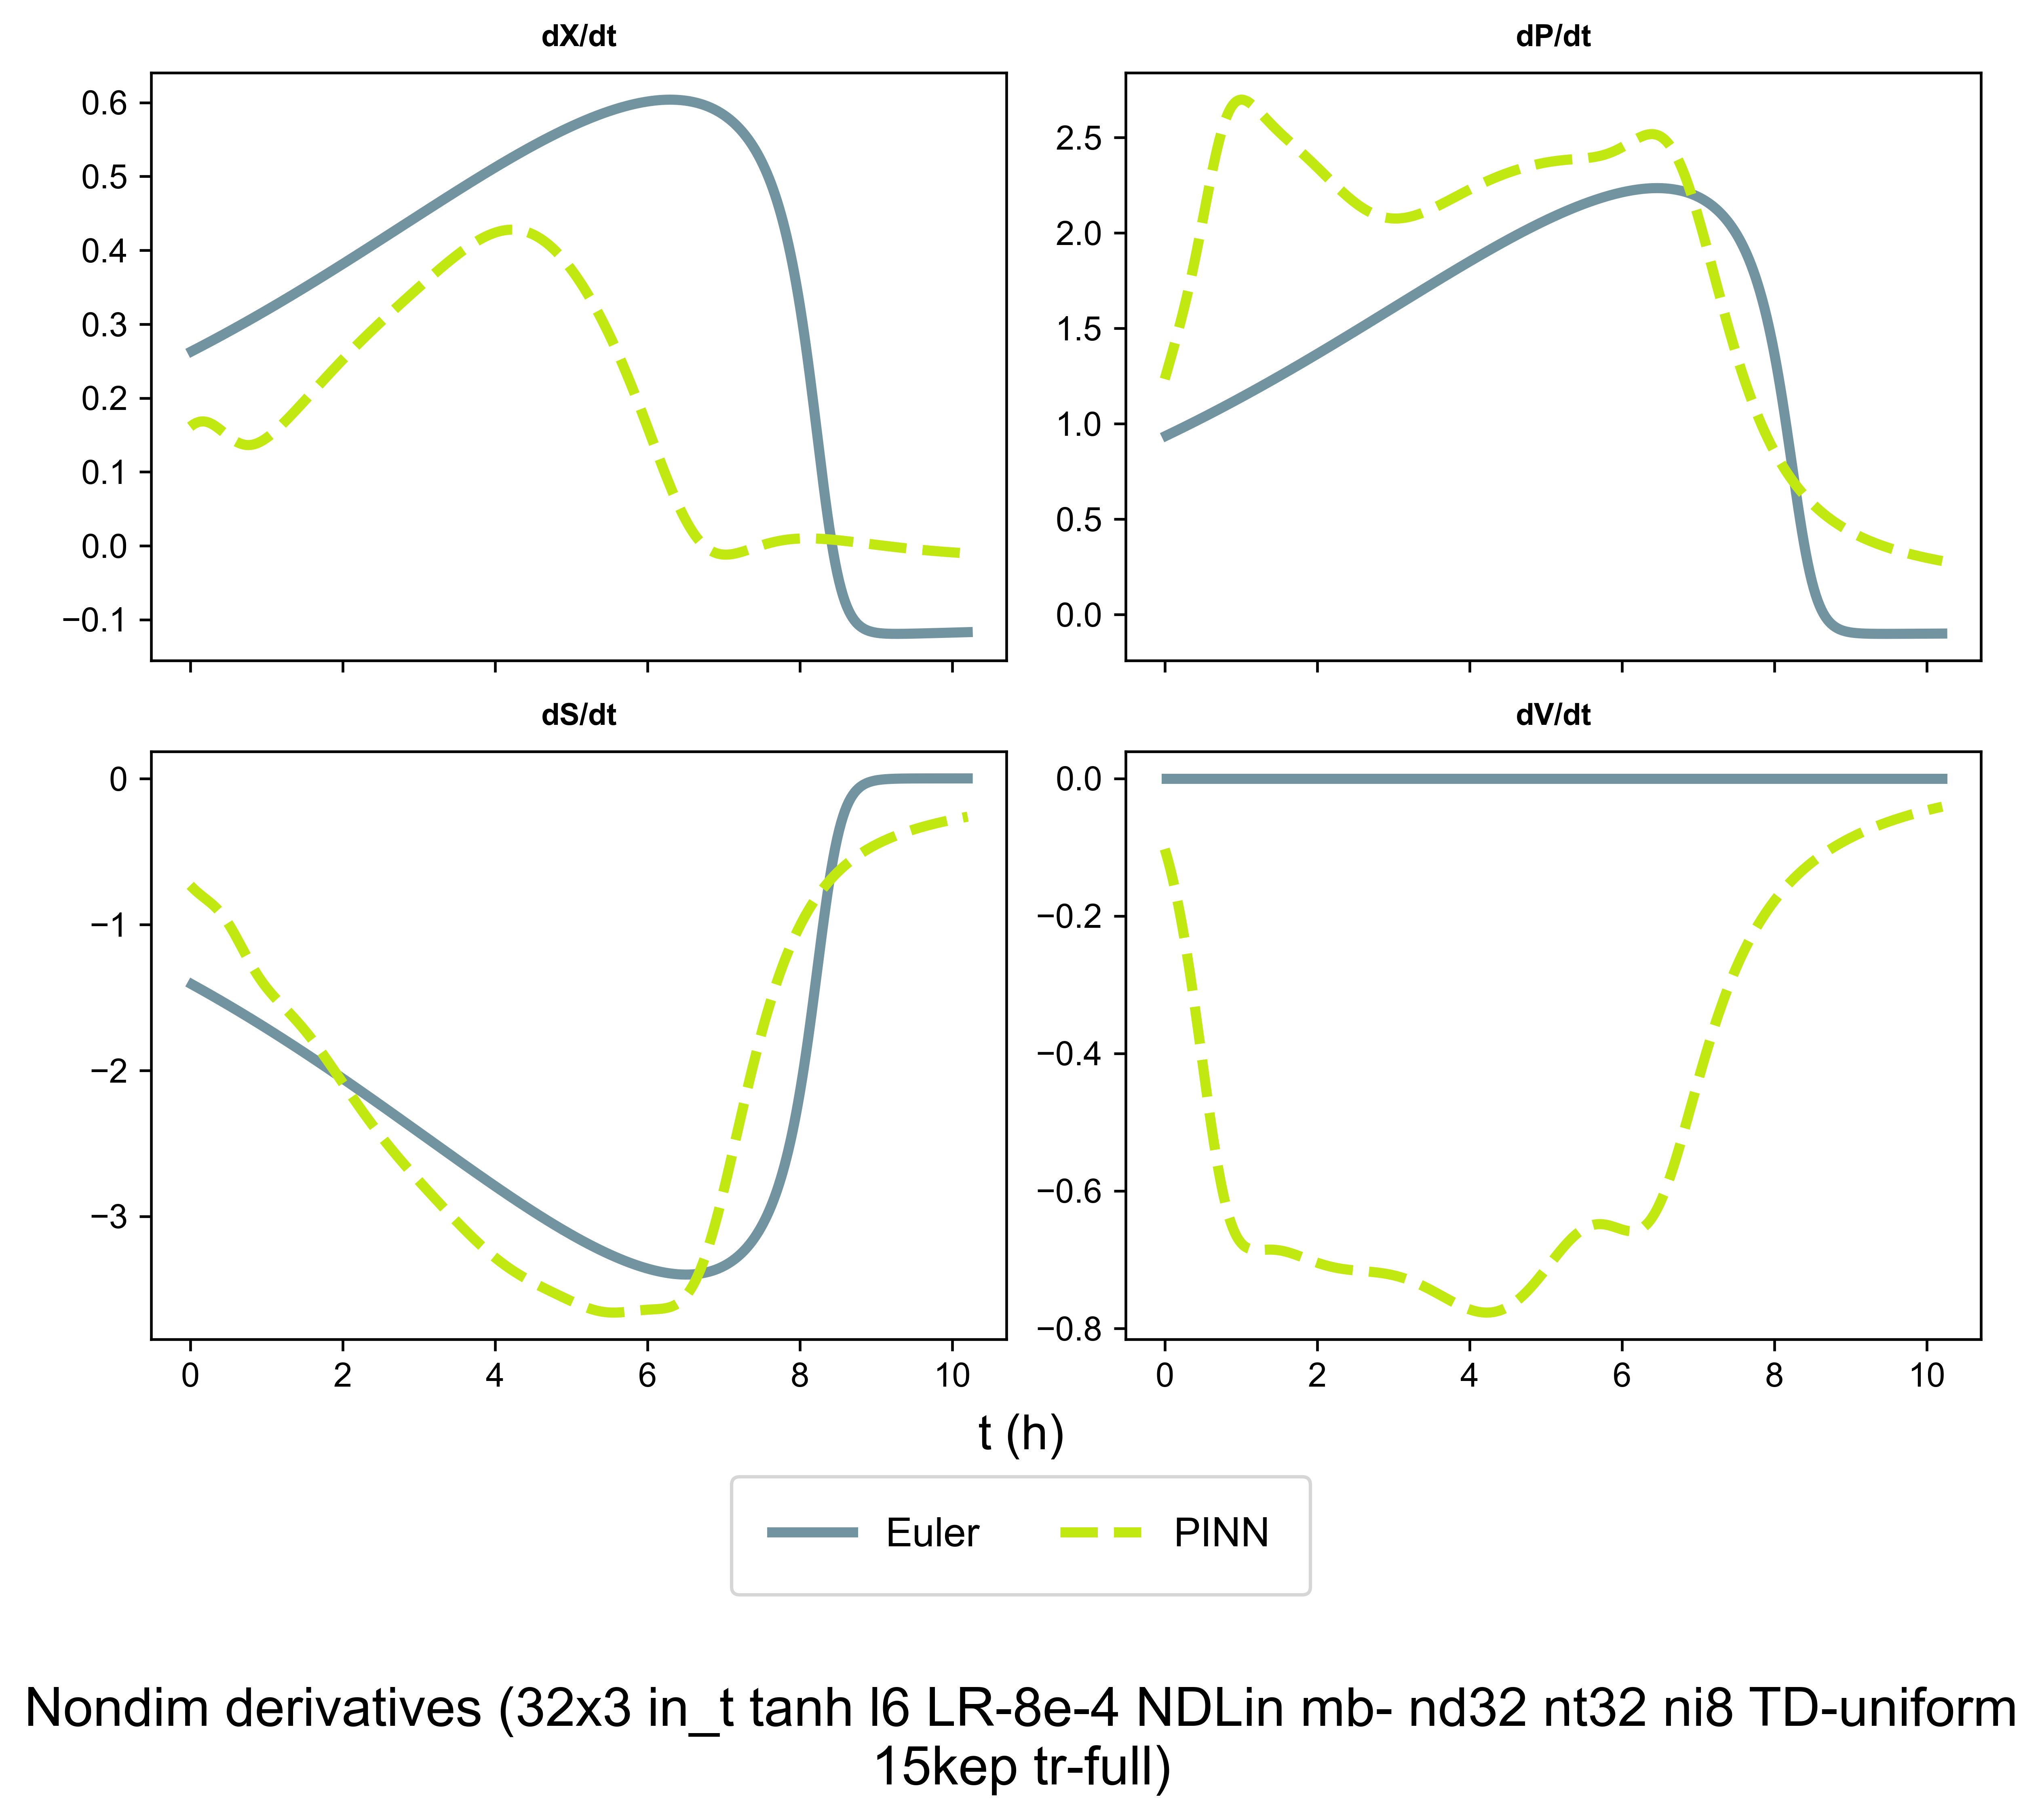 dX/dt
dP/dt
0.6
0.5
0.4
0.3
0.2
0.1
0.0
−0.1
2.5
2.0
1.5
1.0
0.5
0.0
dS/dt
dV/dt
0
−1
−2
−3
0.0
−0.2
−0.4
−0.6
−0.8
0 2 4 6 8 10
0 2 4 6 8 10
t (h)
Euler PINN
Nondim derivatives (32x3 in_t tanh l6 LR-8e-4 NDLin mb- nd32 nt32 ni8 TD-uniform
15kep tr-full)